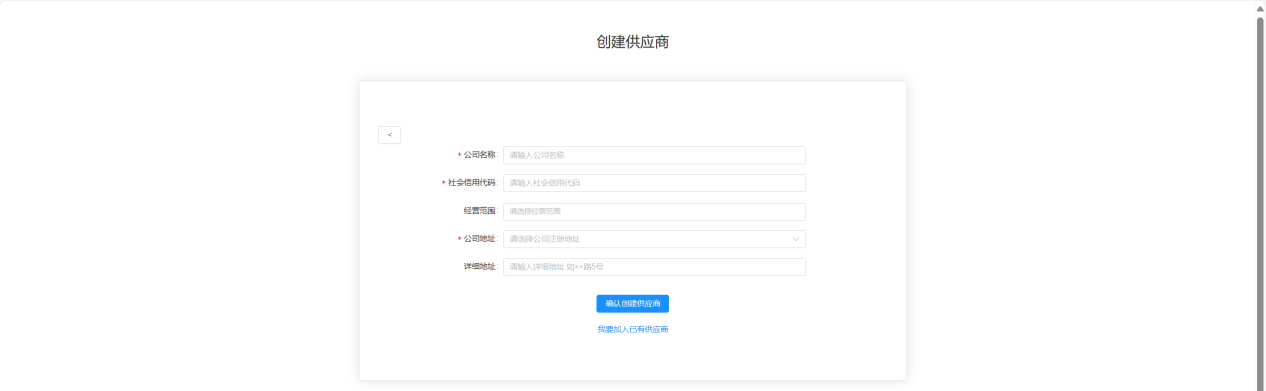 创建供应商
<
* 公司名称:
请输入公司名称
* 社会信用代码:
请输入社会信用代码
经营范围:
请选择经营范围
* 公司地址:
请选择公司注册地址
详细地址:
请输入详细地址 如××路5号
确认创建供应商
我要加入已有供应商